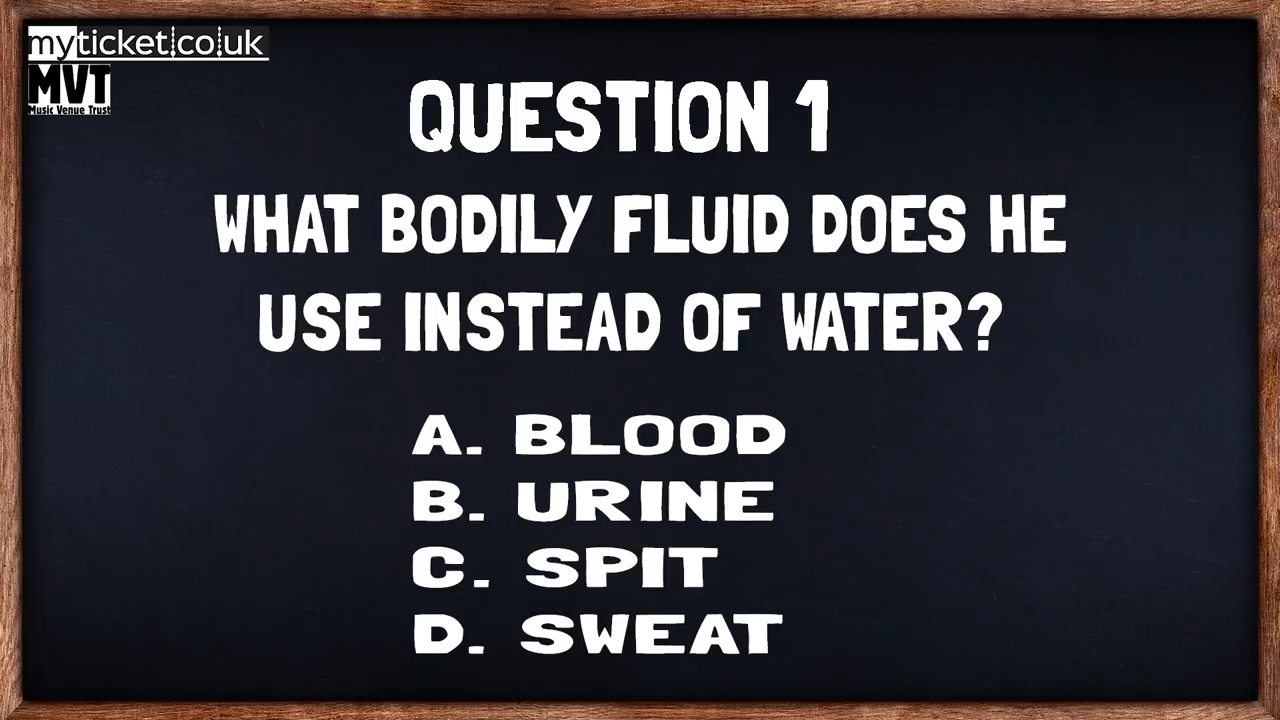 myticket.co.uk
MVT
Music Venue Trust
QUESTION 1
WHAT BODILY FLUID DOES HE
USE INSTEAD OF WATER?
A. BLOOD
B. URINE
C. SPIT
D. SWEAT